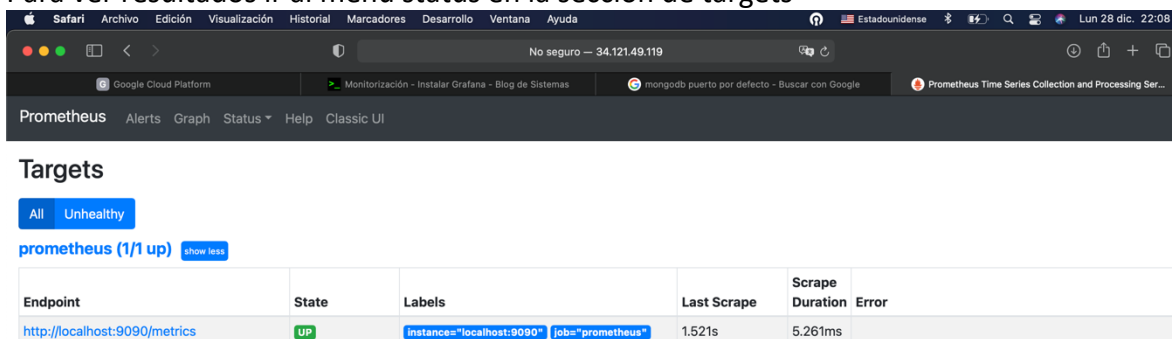 Para ver resultados ir al menú status en la sección de targets
Safari Archivo Edición Visualización Historial Marcadores Desarrollo Ventana Ayuda Estadounidense Lun 28 dic. 22:08
No seguro — 34.121.49.119
Google Cloud Platform Monitorización - Instalar Grafana - Blog de Sistemas mongodb puerto por defecto - Buscar con Google Prometheus Time Series Collection and Processing Ser...
Prometheus Alerts Graph Status Help Classic UI
Targets
All Unhealthy
prometheus (1/1 up) show less
Endpoint State Labels Last Scrape Scrape Duration Error
http://localhost:9090/metrics UP instance="localhost:9090" job="prometheus" 1.521s 5.261ms